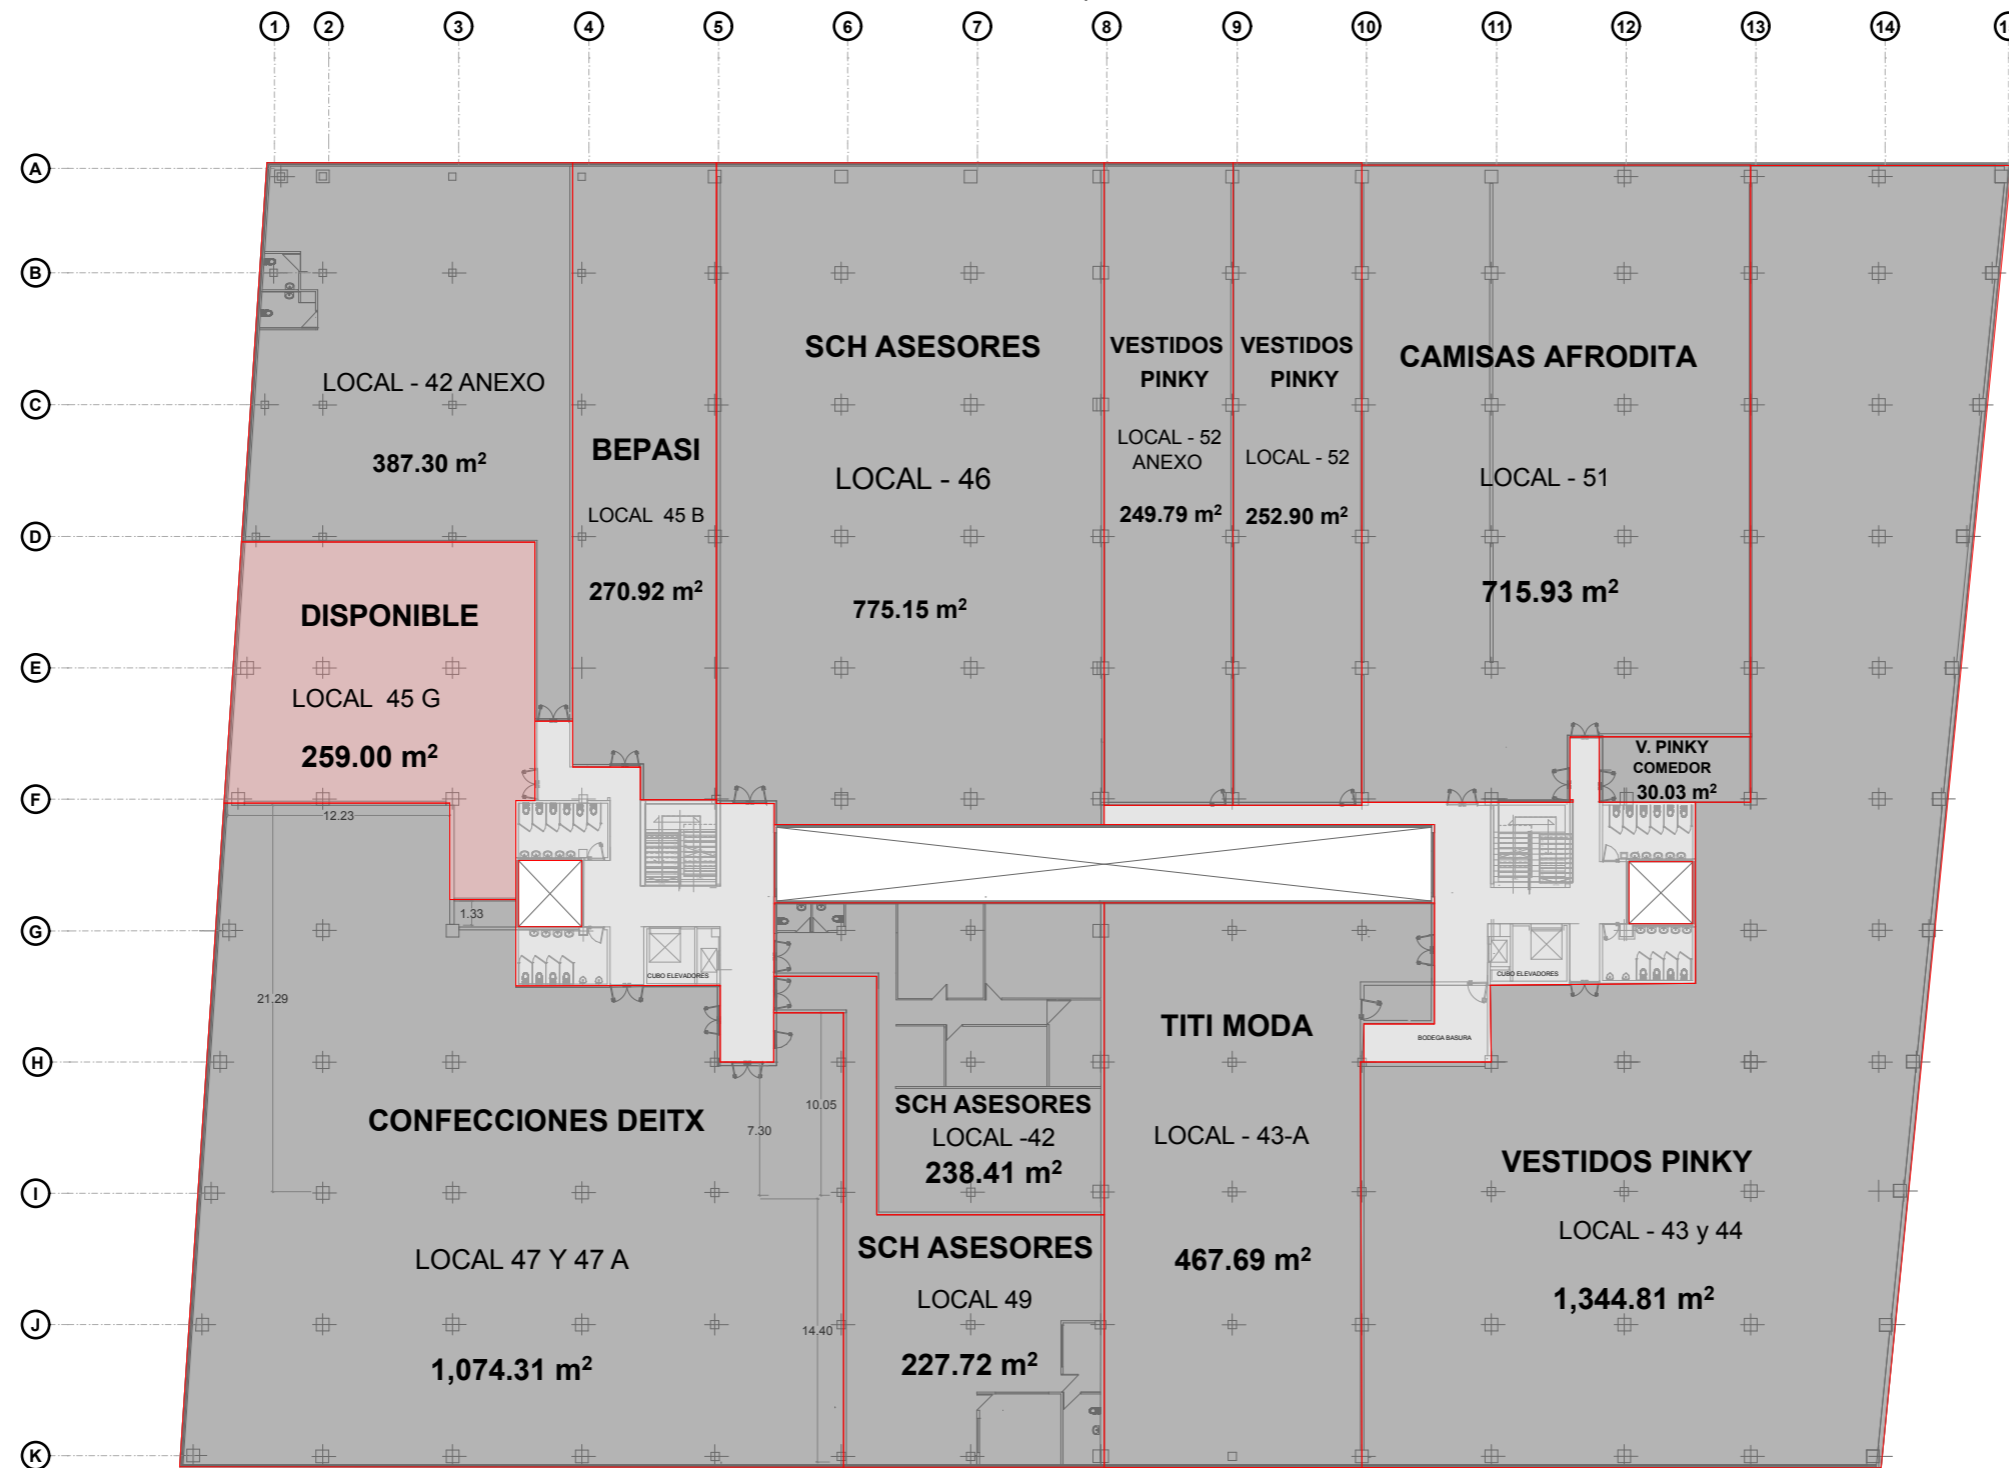 1 2 3 4 5 6 7 8 9 10 11 12 13 14
A
B
C
D
E
F
G
H
I
J
K
LOCAL - 42 ANEXO
387.30 m²
BEPASI
LOCAL 45 B
270.92 m²
SCH ASESORES
LOCAL - 46
775.15 m²
VESTIDOS
PINKY
LOCAL - 52
ANEXO
249.79 m²
VESTIDOS
PINKY
LOCAL - 52
252.90 m²
CAMISAS AFRODITA
LOCAL - 51
715.93 m²
DISPONIBLE
LOCAL 45 G
259.00 m²
V. PINKY
COMEDOR
30.03 m²
12.23
1.33
21.29
CUBO ELEVADORES
CUBO ELEVADORES
BODEGA BASURA
10.05
7.30
14.40
CONFECCIONES DEITX
LOCAL 47 Y 47 A
1,074.31 m²
SCH ASESORES
LOCAL -42
238.41 m²
SCH ASESORES
LOCAL 49
227.72 m²
TITI MODA
LOCAL - 43-A
467.69 m²
VESTIDOS PINKY
LOCAL - 43 y 44
1,344.81 m²